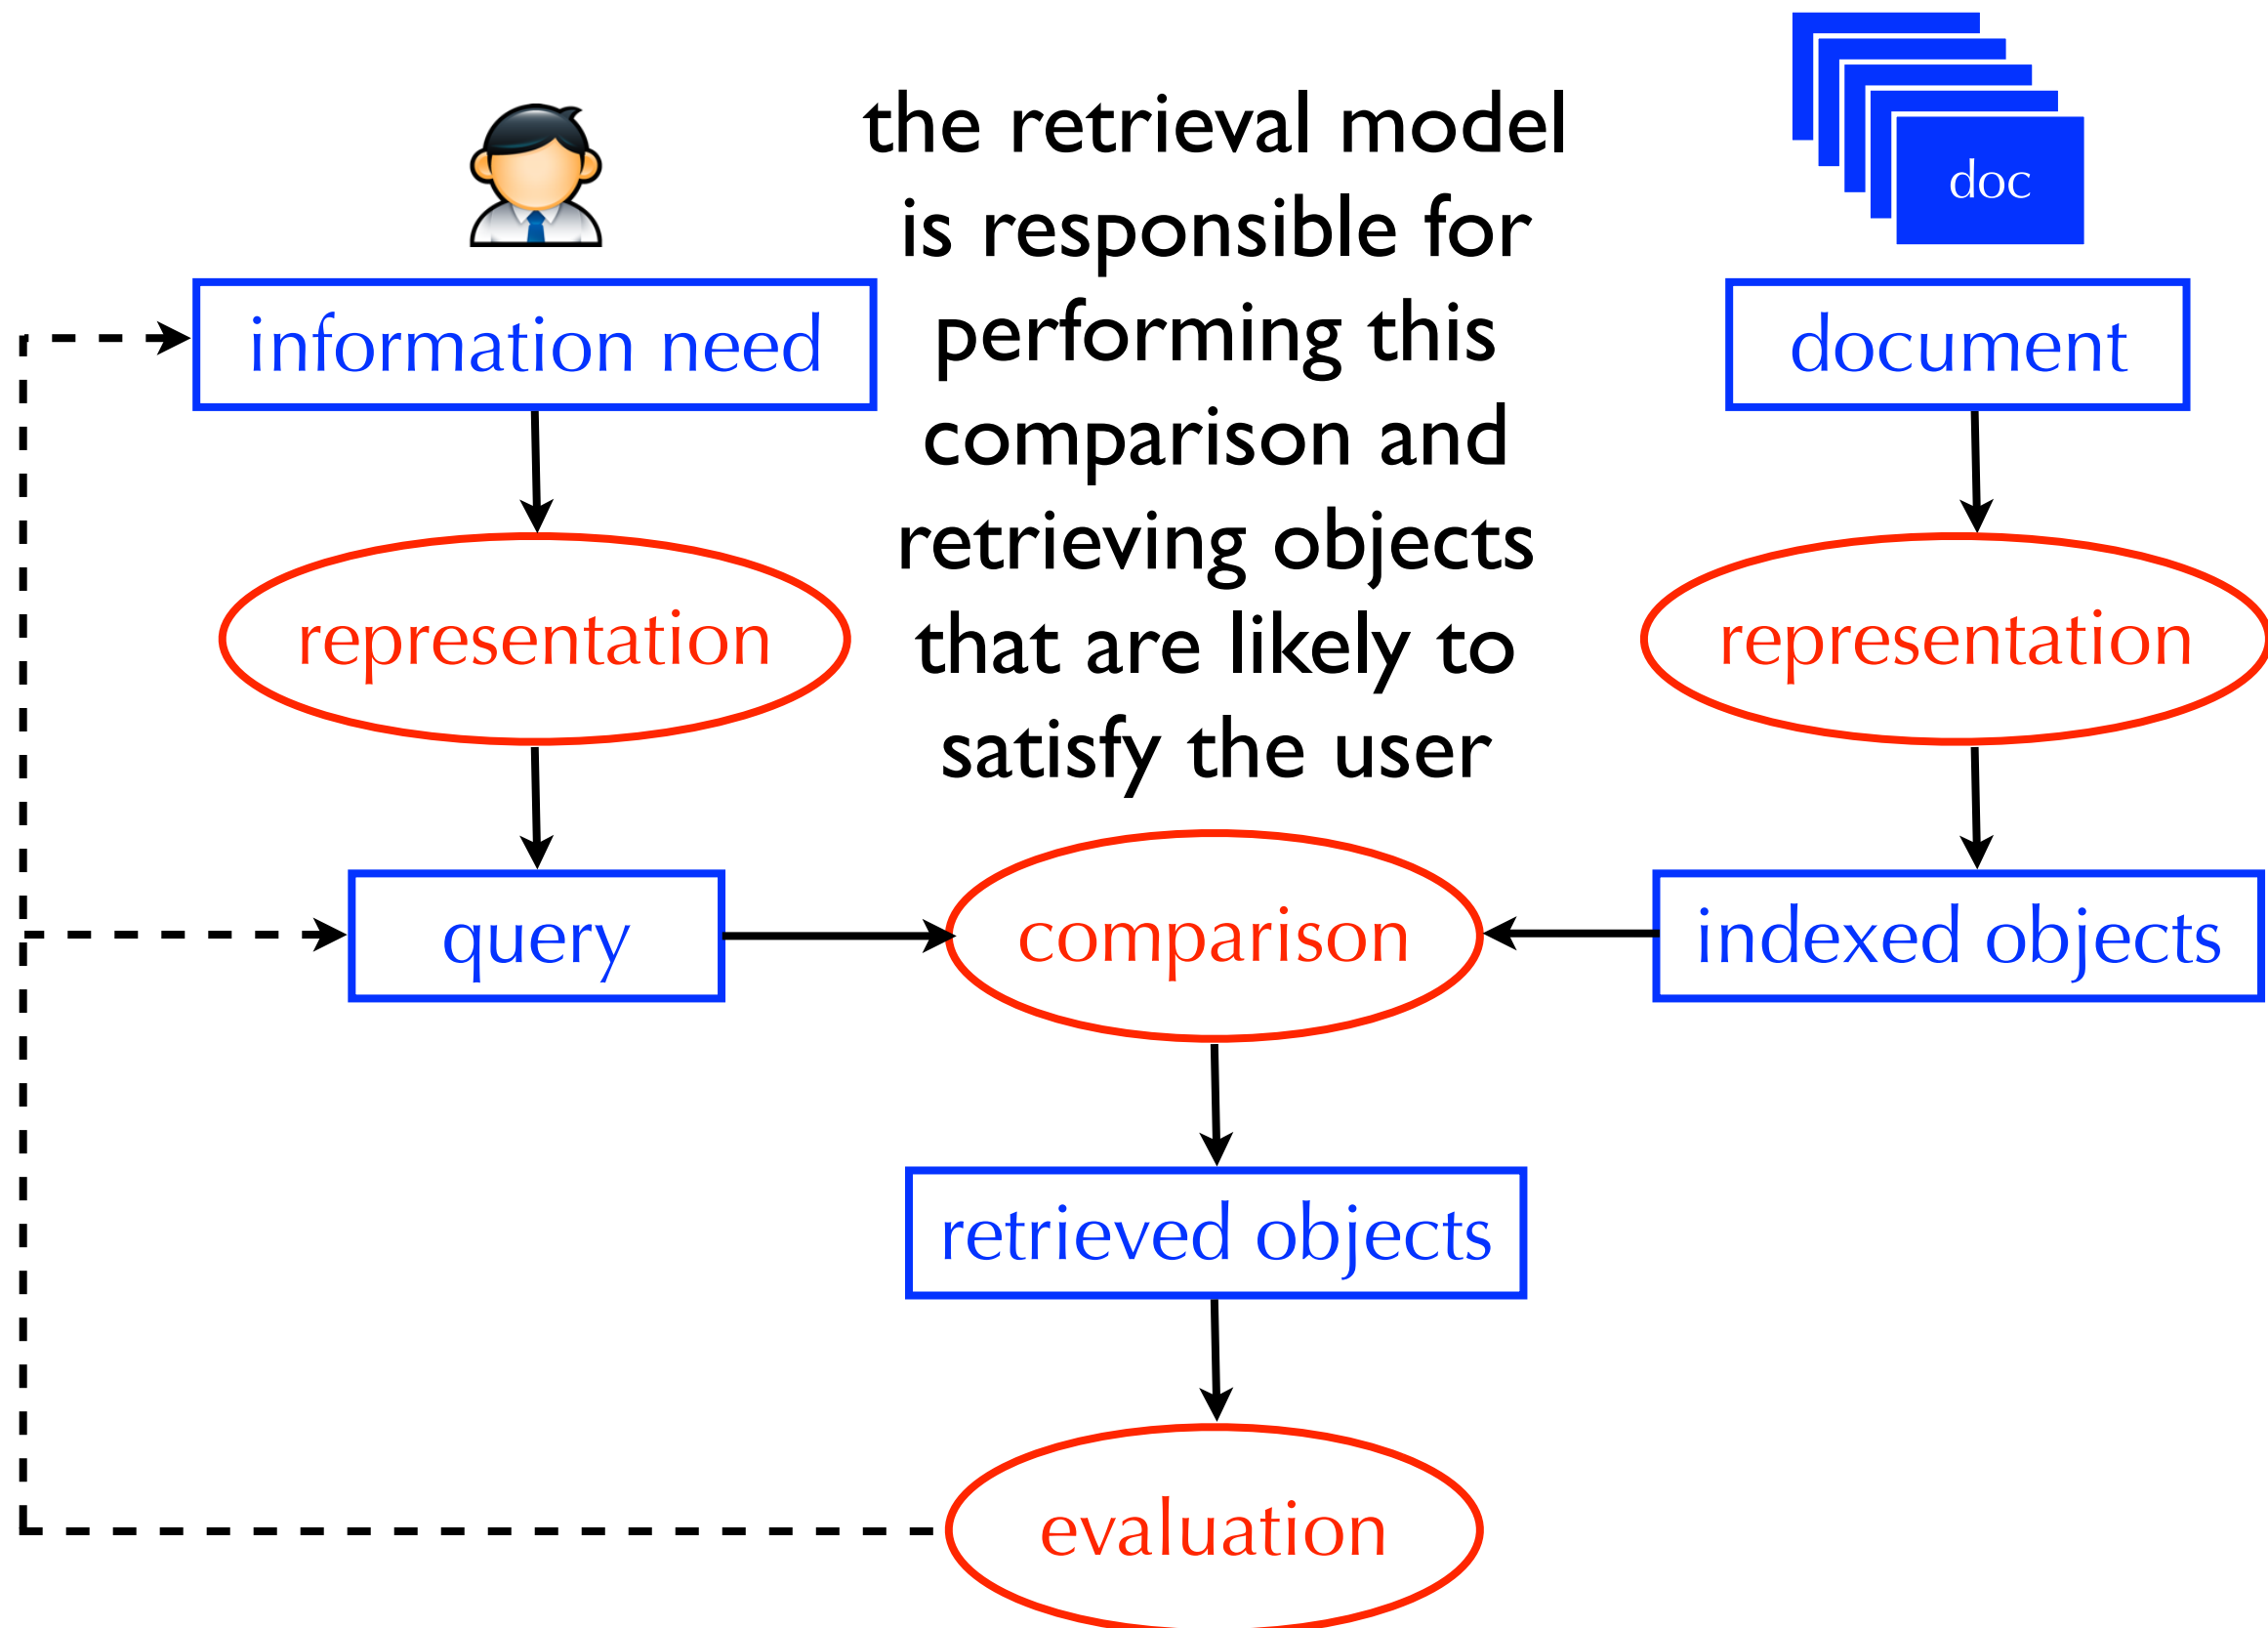 the retrieval model
is responsible for
performing this
comparison and
retrieving objects
that are likely to
satisfy the user
doc
information need
document
representation
representation
query
comparison
indexed objects
retrieved objects
evaluation